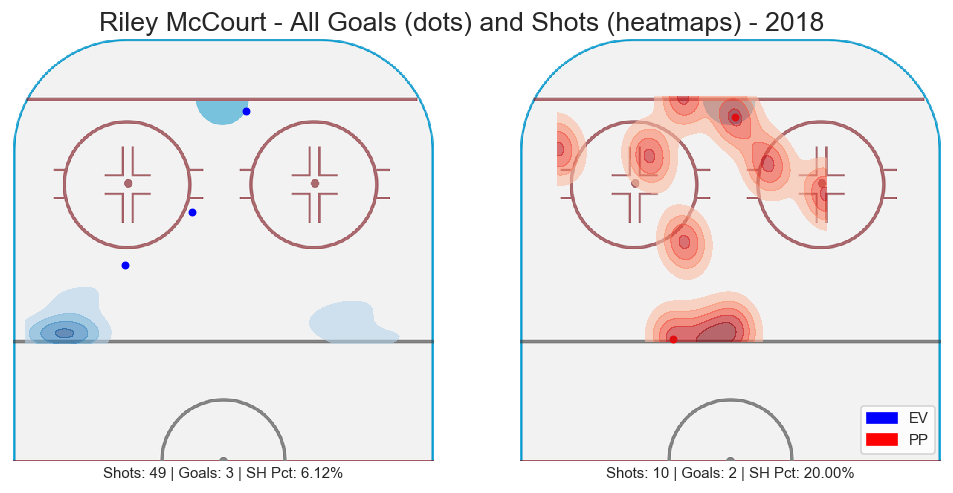 Riley McCourt - All Goals (dots) and Shots (heatmaps) - 2018
EV
PP
Shots: 49 | Goals: 3 | SH Pct: 6.12%
Shots: 10 | Goals: 2 | SH Pct: 20.00%